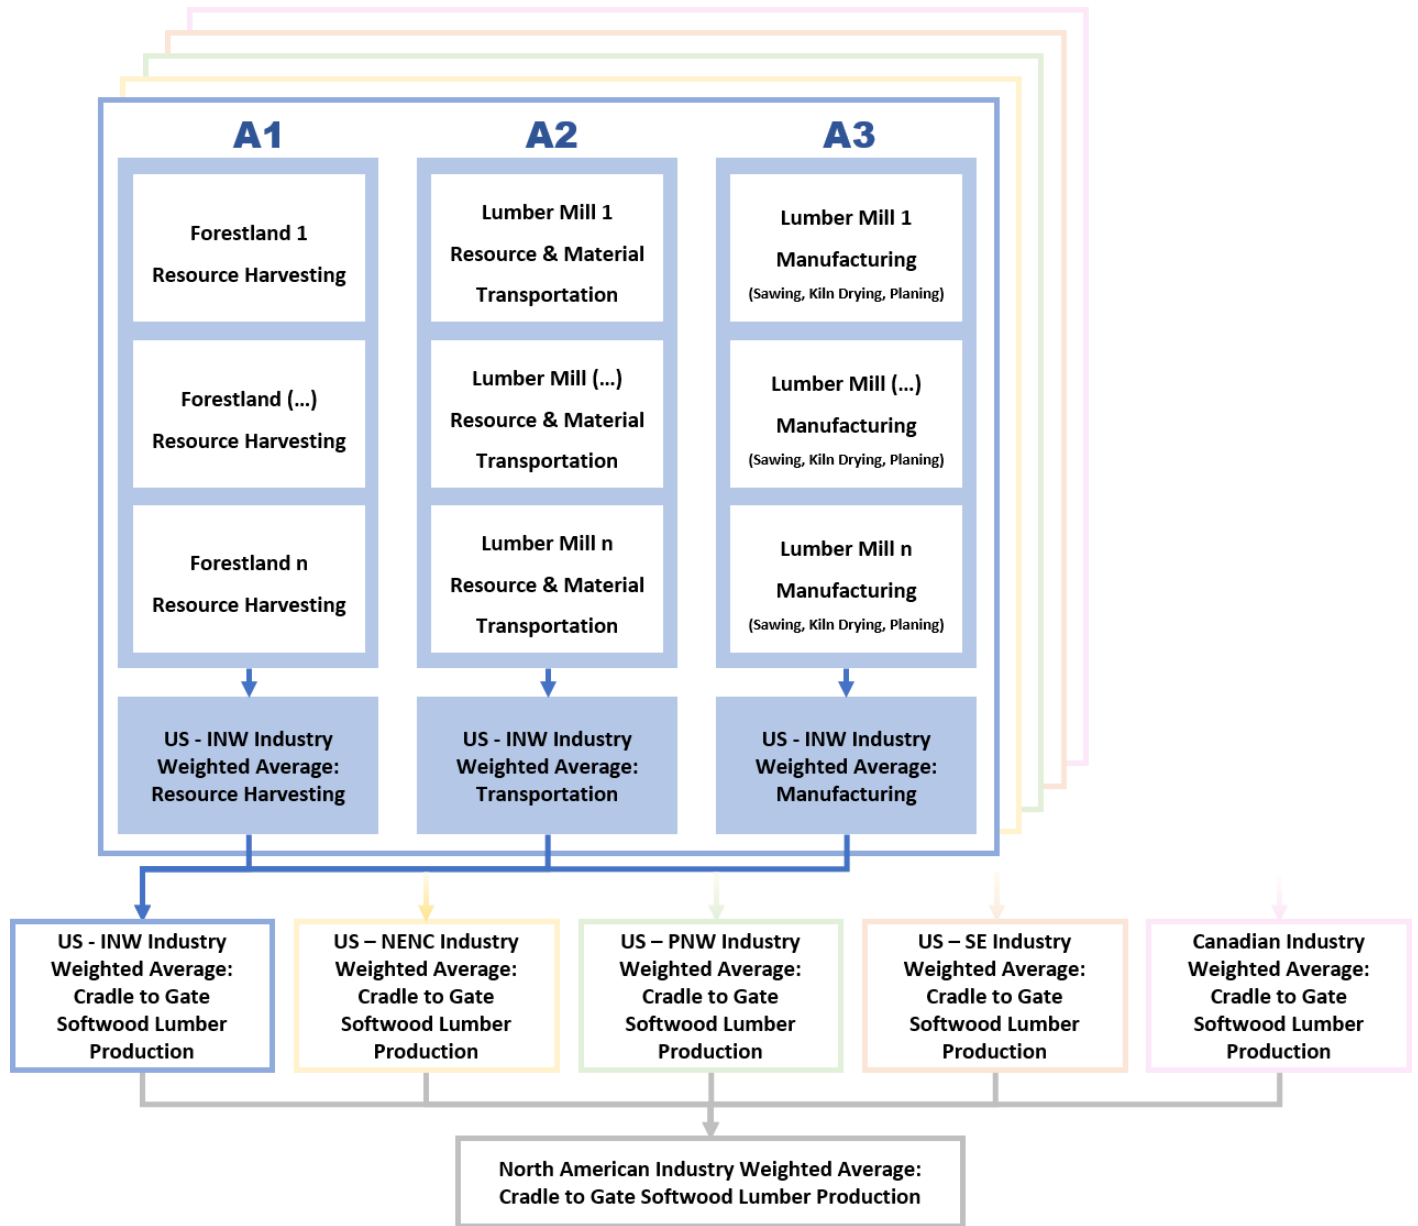 A1
A2
A3
Forestland 1
Resource Harvesting
Lumber Mill 1
Resource & Material
Transportation
Lumber Mill 1
Manufacturing
(Sawing, Kiln Drying, Planing)
Forestland (...)
Resource Harvesting
Lumber Mill (...)
Resource & Material
Transportation
Lumber Mill (...)
Manufacturing
(Sawing, Kiln Drying, Planing)
Forestland n
Resource Harvesting
Lumber Mill n
Resource & Material
Transportation
Lumber Mill n
Manufacturing
(Sawing, Kiln Drying, Planing)
US - INW Industry
Weighted Average:
Resource Harvesting
US - INW Industry
Weighted Average:
Transportation
US - INW Industry
Weighted Average:
Manufacturing
US - INW Industry
Weighted Average:
Cradle to Gate
Softwood Lumber
Production
US – NENC Industry
Weighted Average:
Cradle to Gate
Softwood Lumber
Production
US – PNW Industry
Weighted Average:
Cradle to Gate
Softwood Lumber
Production
US – SE Industry
Weighted Average:
Cradle to Gate
Softwood Lumber
Production
Canadian Industry
Weighted Average:
Cradle to Gate
Softwood Lumber
Production
North American Industry Weighted Average:
Cradle to Gate Softwood Lumber Production